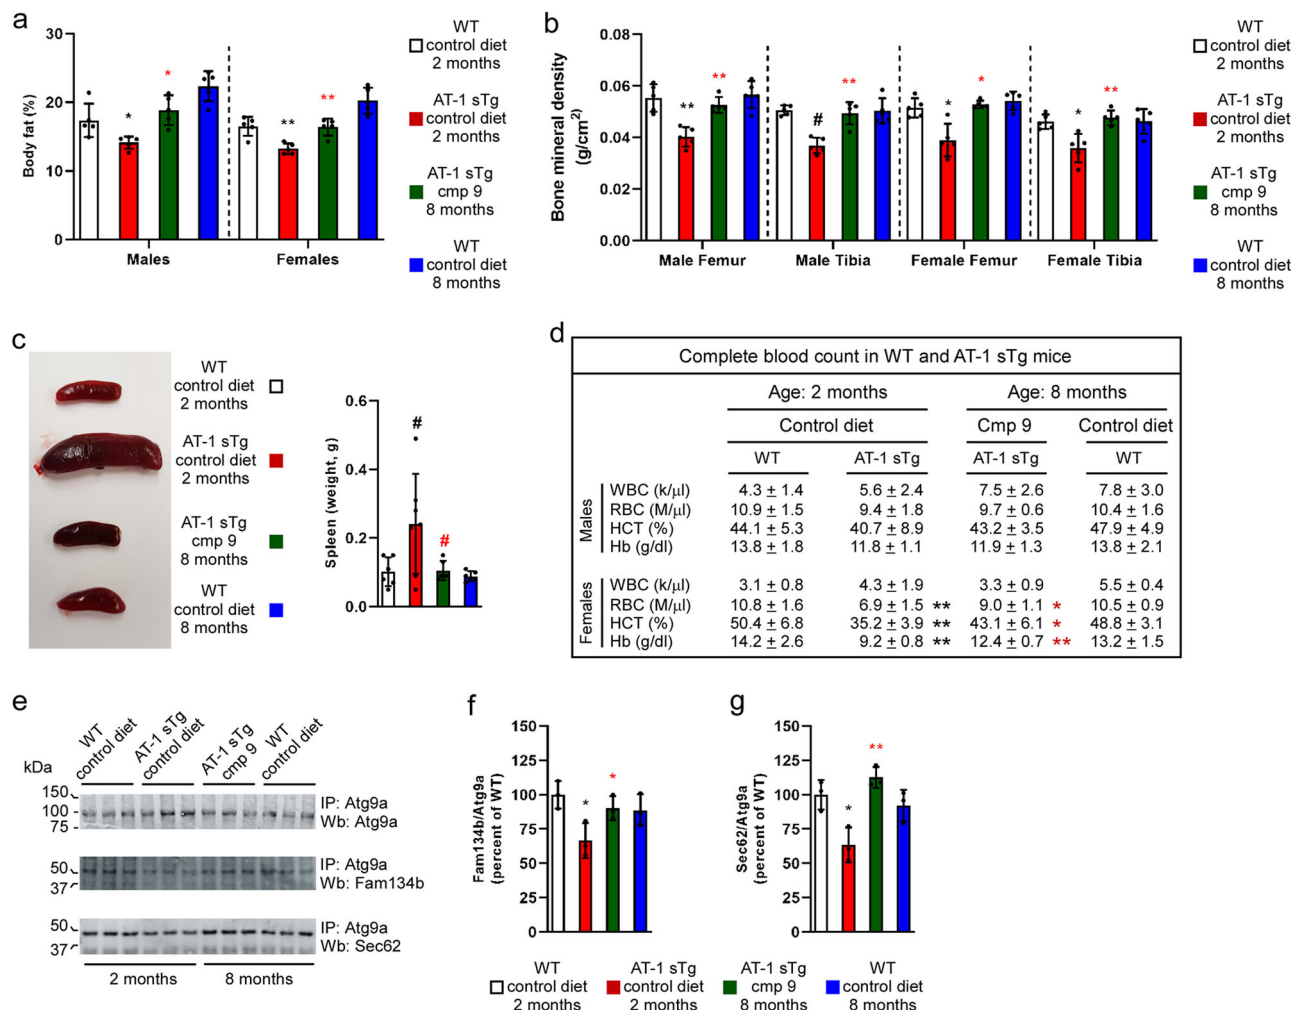 a
Body fat (%)
30
20
10
0
*
*
**
**
Males
Females
WT
control diet
2 months
AT-1 sTg
control diet
2 months
AT-1 sTg
cmp 9
8 months
WT
control diet
8 months
b
Bone mineral density
(g/cm²)
0.08
0.06
0.04
0.02
0.00
**
**
#
**
*
*
*
**
Male Femur
Male Tibia
Female Femur
Female Tibia
WT
control diet
2 months
AT-1 sTg
control diet
2 months
AT-1 sTg
cmp 9
8 months
WT
control diet
8 months
c
WT
control diet
2 months
AT-1 sTg
control diet
2 months
AT-1 sTg
cmp 9
8 months
WT
control diet
8 months
Spleen (weight, g)
0.6
0.4
0.2
0.0
#
#
d
Complete blood count in WT and AT-1 sTg mice
Age: 2 months Age: 8 months
Control diet Cmp 9 Control diet
WT AT-1 sTg AT-1 sTg WT
Males
WBC (k/µl) 4.3 ± 1.4 5.6 ± 2.4 7.5 ± 2.6 7.8 ± 3.0
RBC (M/µl) 10.9 ± 1.5 9.4 ± 1.8 9.7 ± 0.6 10.4 ± 1.6
HCT (%) 44.1 ± 5.3 40.7 ± 8.9 43.2 ± 3.5 47.9 ± 4.9
Hb (g/dl) 13.8 ± 1.8 11.8 ± 1.1 11.9 ± 1.3 13.8 ± 2.1
Females
WBC (k/µl) 3.1 ± 0.8 4.3 ± 1.9 3.3 ± 0.9 5.5 ± 0.4
RBC (M/µl) 10.8 ± 1.6 6.9 ± 1.5 ** 9.0 ± 1.1 * 10.5 ± 0.9
HCT (%) 50.4 ± 6.8 35.2 ± 3.9 ** 43.1 ± 6.1 * 48.8 ± 3.1
Hb (g/dl) 14.2 ± 2.6 9.2 ± 0.8 ** 12.4 ± 0.7 ** 13.2 ± 1.5
e
WT
control diet
AT-1 sTg
control diet
AT-1 sTg
cmp 9
WT
control diet
kDa
150
100
75
IP: Atg9a
Wb: Atg9a
50
37
IP: Atg9a
Wb: Fam134b
50
37
IP: Atg9a
Wb: Sec62
2 months
8 months
f
Fam134b/Atg9a
(percent of WT)
150
125
100
75
50
25
0
*
*
g
Sec62/Atg9a
(percent of WT)
150
125
100
75
50
25
0
*
**
WT
control diet
2 months
AT-1 sTg
control diet
2 months
AT-1 sTg
cmp 9
8 months
WT
control diet
8 months